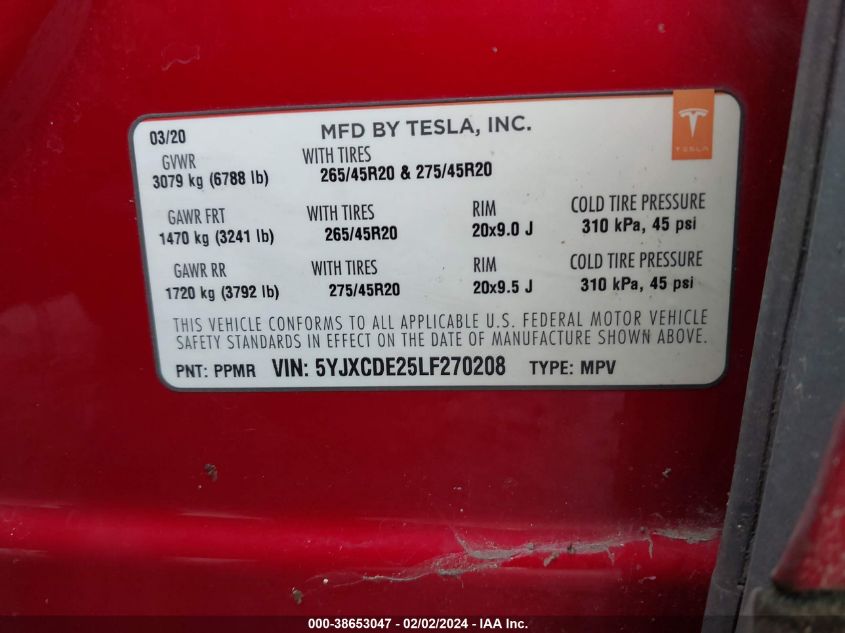 03/20 MFD BY TESLA, INC.
TESLA
GVWR WITH TIRES
3079 kg (6788 lb) 265/45R20 & 275/45R20
GAWR FRT WITH TIRES RIM COLD TIRE PRESSURE
1470 kg (3241 lb) 265/45R20 20x9.0 J 310 kPa, 45 psi
GAWR RR WITH TIRES RIM COLD TIRE PRESSURE
1720 kg (3792 lb) 275/45R20 20x9.5 J 310 kPa, 45 psi
THIS VEHICLE CONFORMS TO ALL APPLICABLE U.S. FEDERAL MOTOR VEHICLE
SAFETY STANDARDS IN EFFECT ON THE DATE OF MANUFACTURE SHOWN ABOVE.
PNT: PPMR VIN: 5YJXCDE25LF270208 TYPE: MPV
000-38653047 - 02/02/2024 - IAA Inc.